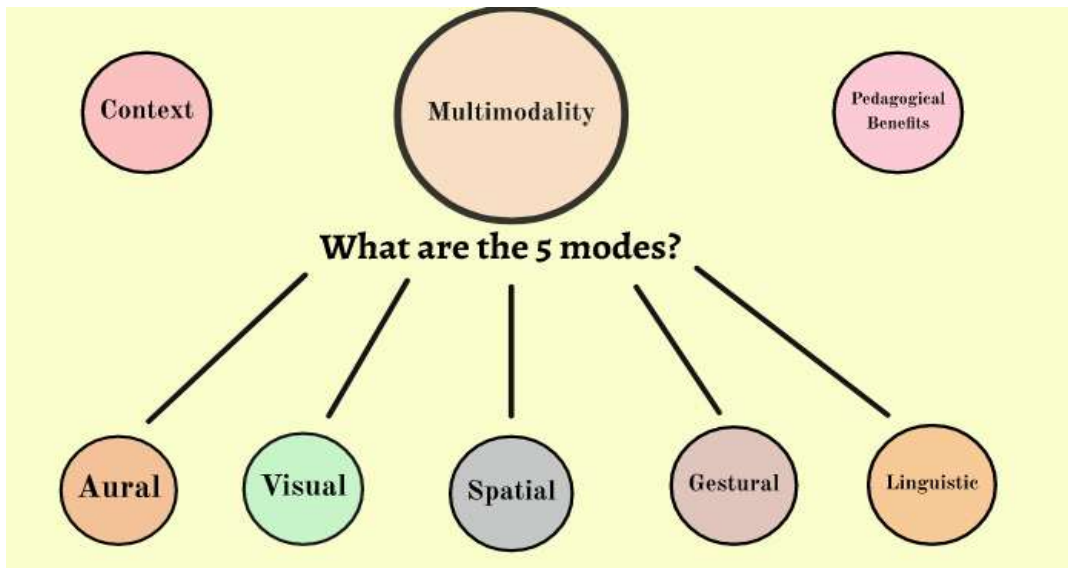 Context
Multimodality
Pedagogical
Benefits
What are the 5 modes?
Aural
Visual
Spatial
Gestural
Linguistic